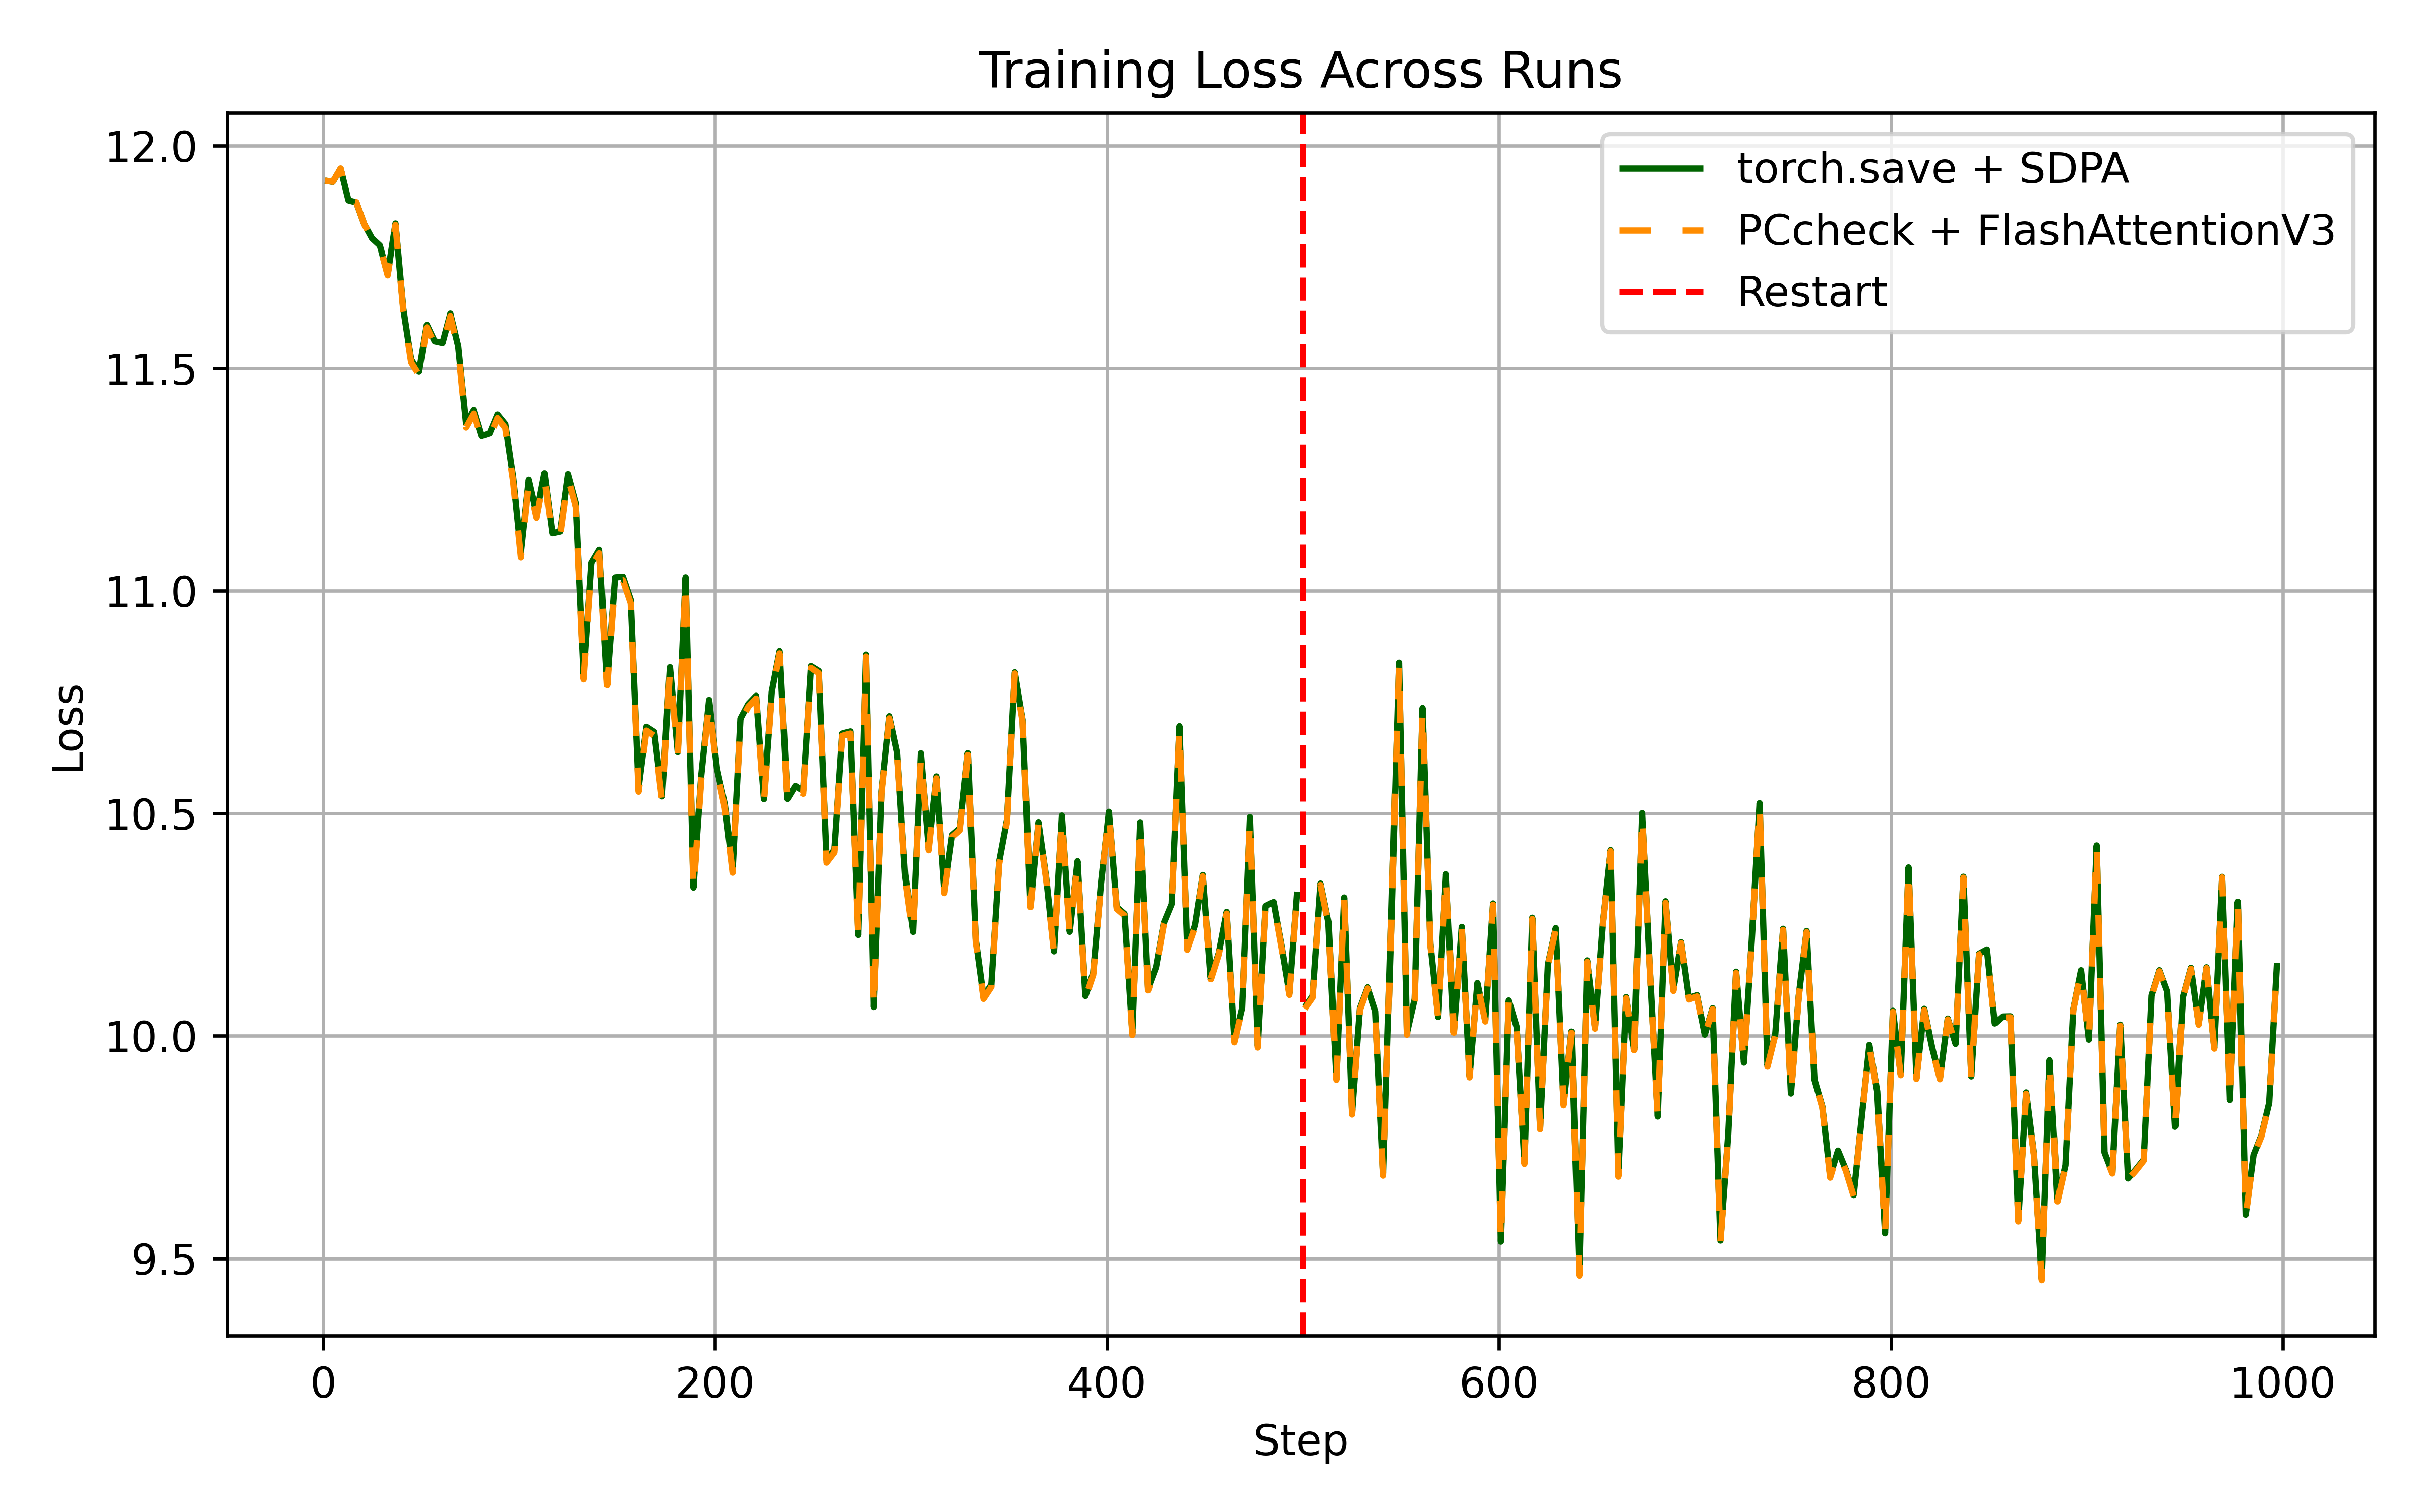 Training Loss Across Runs
torch.save + SDPA
PCcheck + FlashAttentionV3
Restart
Loss
12.0
11.5
11.0
10.5
10.0
9.5
0 200 400 600 800 1000
Step